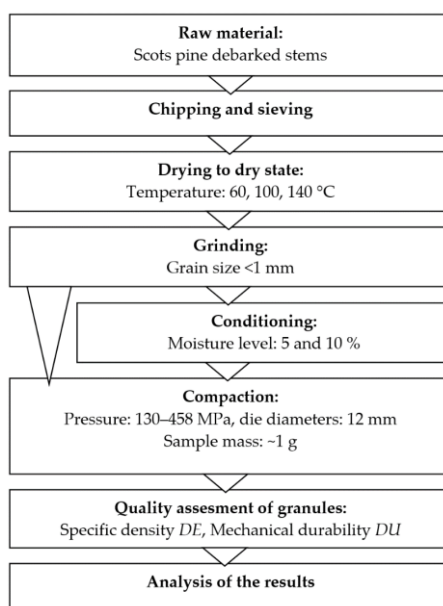 Raw material:
Scots pine debarked stems
Chipping and sieving
Drying to dry state:
Temperature: 60, 100, 140 °C
Grinding:
Grain size <1 mm
Conditioning:
Moisture level: 5 and 10 %
Compaction:
Pressure: 130–458 MPa, die diameters: 12 mm
Sample mass: ~1 g
Quality assesment of granules:
Specific density DE, Mechanical durability DU
Analysis of the results